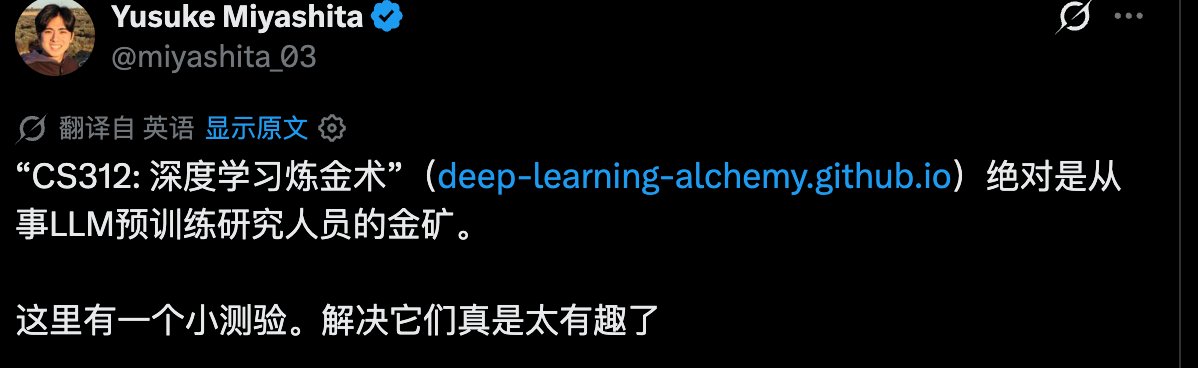 Yusuke Miyashita
@miyashita_03
翻译自 英语 显示原文
“CS312: 深度学习炼金术”（deep-learning-alchemy.github.io）绝对是从
事LLM预训练研究人员的金矿。
这里有一个小测验。解决它们真是太有趣了